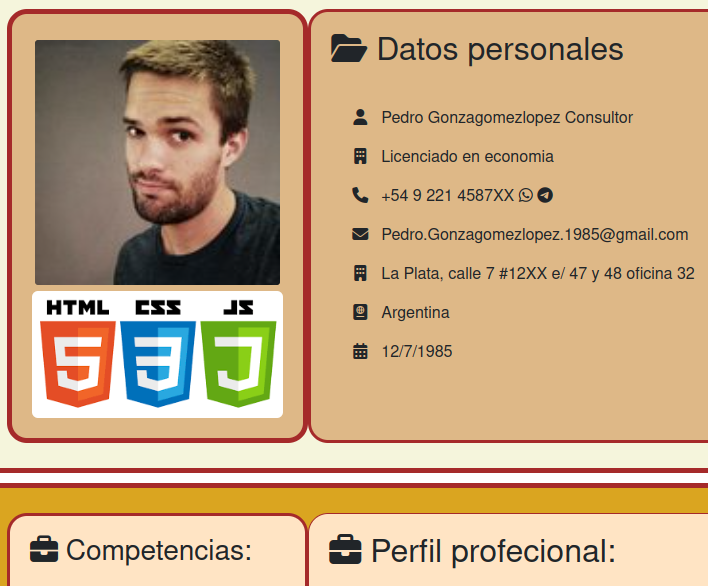 HTML CSS JS
5 3 J
Datos personales
Pedro Gonzagomezlopez Consultor
Licenciado en economia
+54 9 221 4587XX
Pedro.Gonzagomezlopez.1985@gmail.com
La Plata, calle 7 #12XX e/ 47 y 48 oficina 32
Argentina
12/7/1985
Competencias:
Perfil profecional: